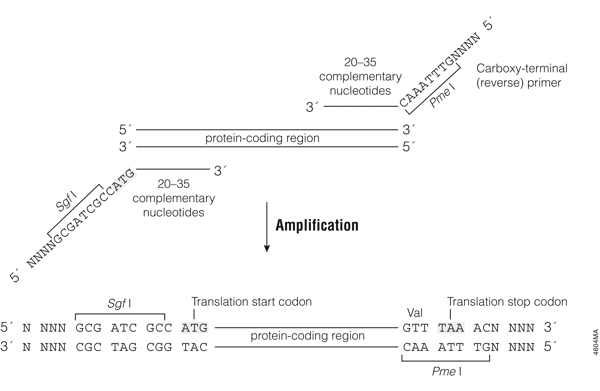 5´
CAAATTTGNNNN
Pme I
Carboxy-terminal
(reverse) primer
20–35
complementary
nucleotides
3´
5´ 3´
protein-coding region
3´ 5´
3´
20–35
complementary
nucleotides
Sgf I
NNNNGCGATCGCCATG
5´
Amplification
Sgf I
Translation start codon
Val
Translation stop codon
5´ N NNN GCG ATC GCC ATG GTT TAA ACN NNN 3´
protein-coding region
3´ N NNN CGC TAG CGG TAC CAA ATT TGN NNN 5´
Pme I
4604MA